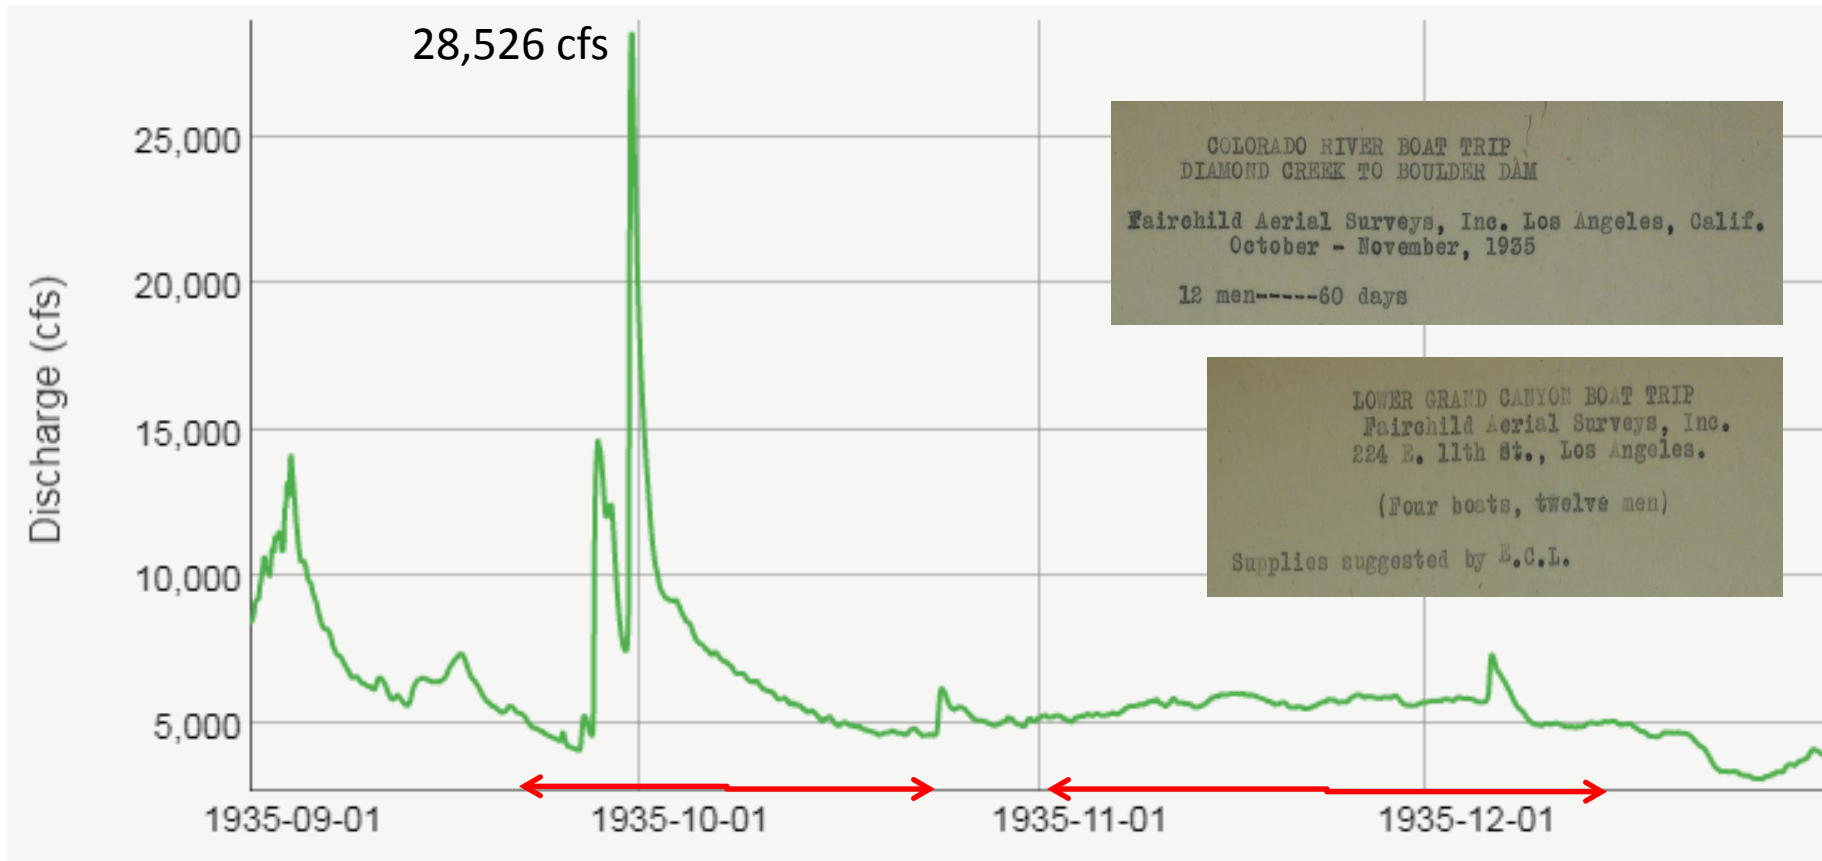 28,526 cfs
25,000
20,000
15,000
10,000
5,000
Discharge (cfs)
1935-09-01
1935-10-01
1935-11-01
1935-12-01
COLORADO RIVER BOAT TRIP
DIAMOND CREEK TO BOULDER DAM
Fairchild Aerial Surveys, Inc. Los Angeles, Calif.
October - November, 1935
12 men-----60 days
LOWER GRAND CANYON BOAT TRIP
Fairchild Aerial Surveys, Inc.
224 E. 11th St., Los Angeles.
(Four boats, twelve men)
Supplies suggested by E.C.L.